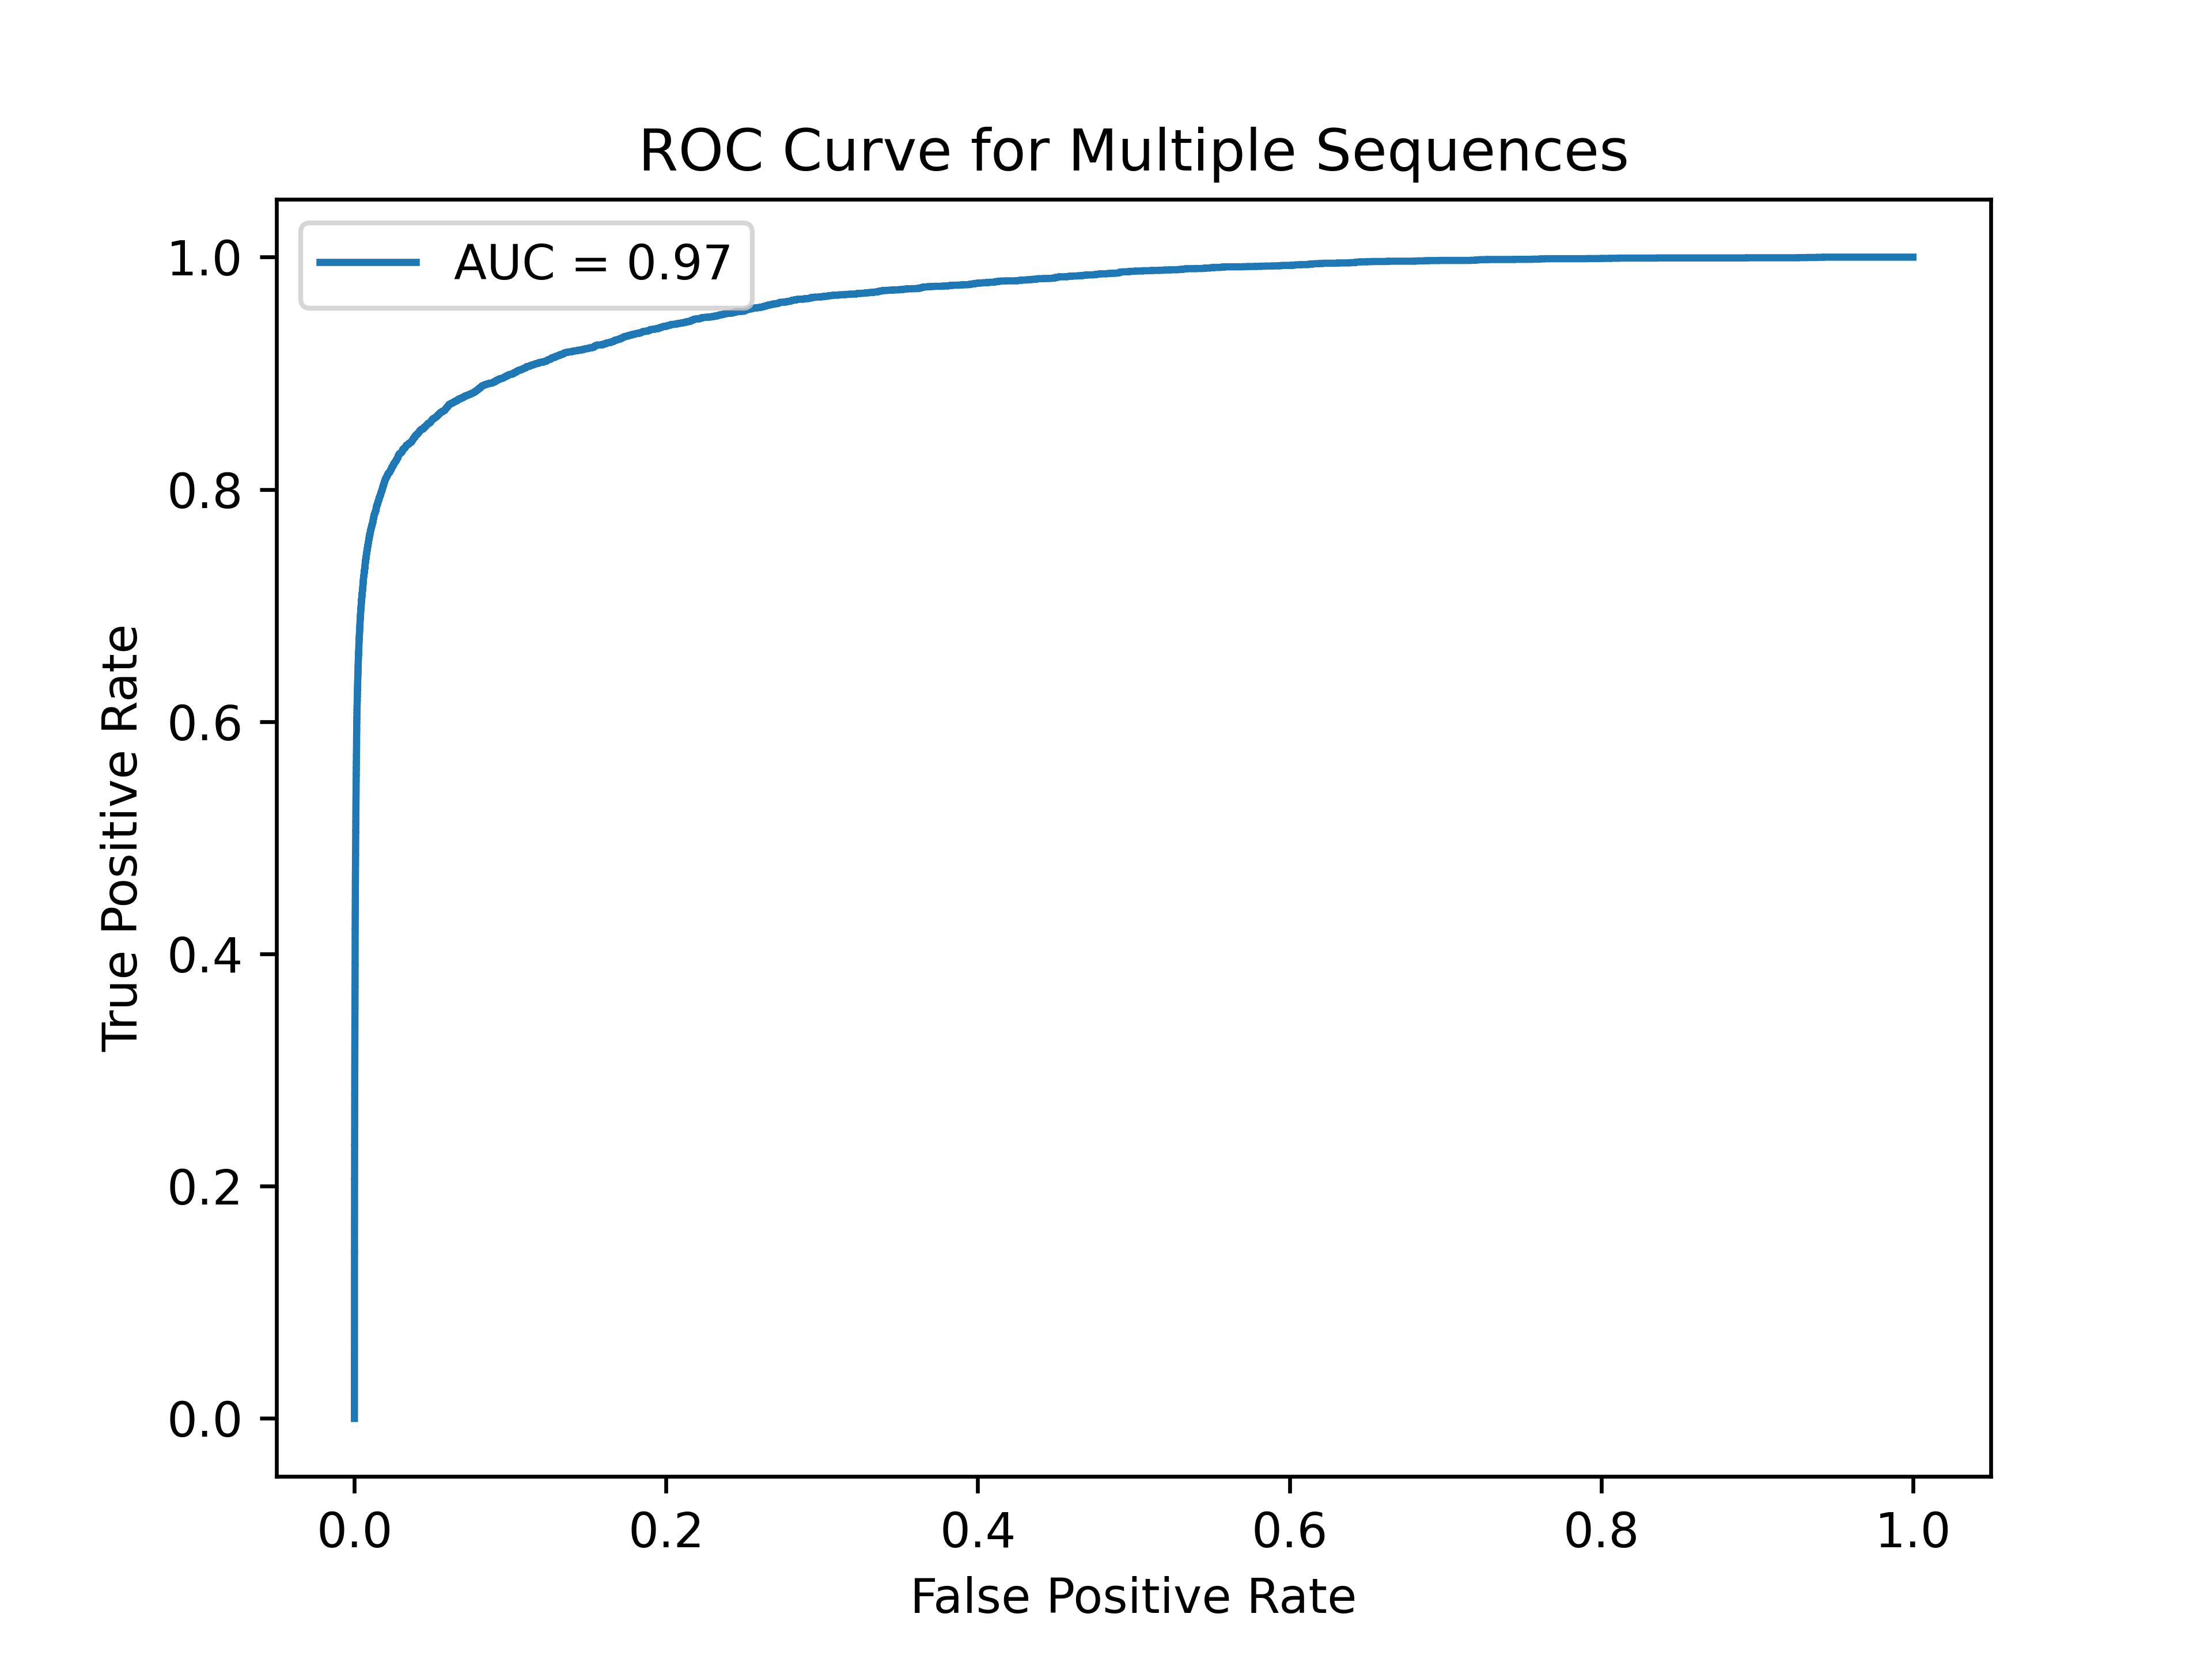 ROC Curve for Multiple Sequences
AUC = 0.97
1.0
0.8
0.6
0.4
0.2
0.0
True Positive Rate
0.0 0.2 0.4 0.6 0.8 1.0
False Positive Rate